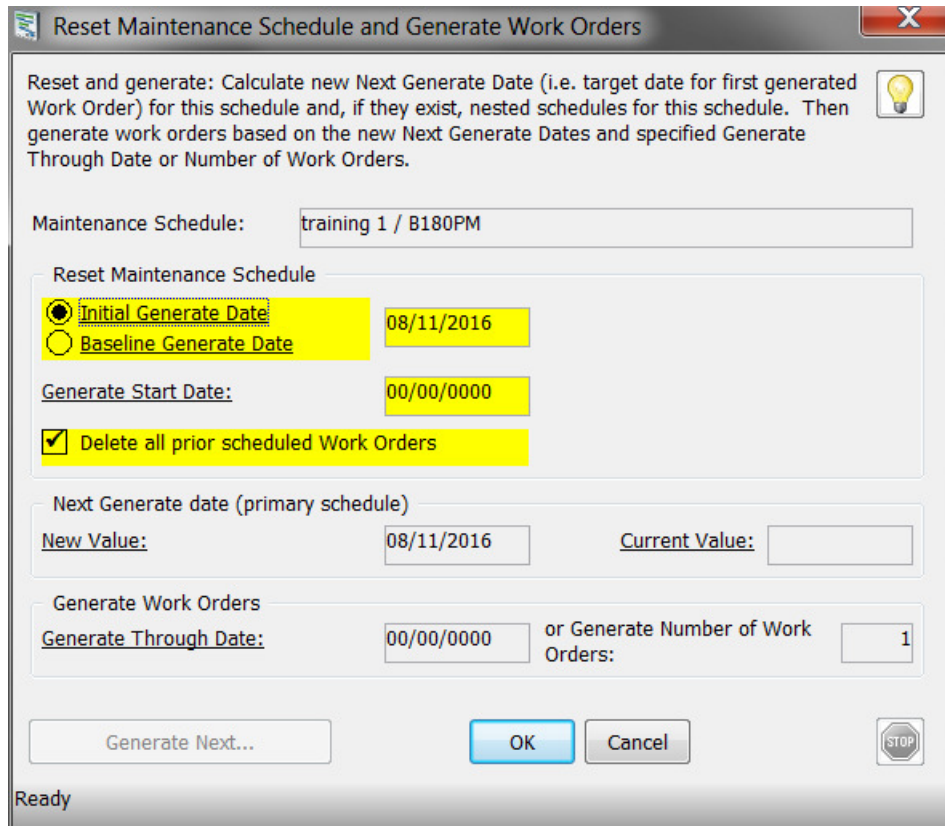 Reset Maintenance Schedule and Generate Work Orders
Reset and generate: Calculate new Next Generate Date (i.e. target date for first generated
Work Order) for this schedule and, if they exist, nested schedules for this schedule. Then
generate work orders based on the new Next Generate Dates and specified Generate
Through Date or Number of Work Orders.
Maintenance Schedule: training 1 / B180PM
Reset Maintenance Schedule
Initial Generate Date 08/11/2016
Baseline Generate Date
Generate Start Date: 00/00/0000
Delete all prior scheduled Work Orders
Next Generate date (primary schedule)
New Value: 08/11/2016 Current Value:
Generate Work Orders
Generate Through Date: 00/00/0000 or Generate Number of Work
Orders: 1
Generate Next... OK Cancel STOP
Ready